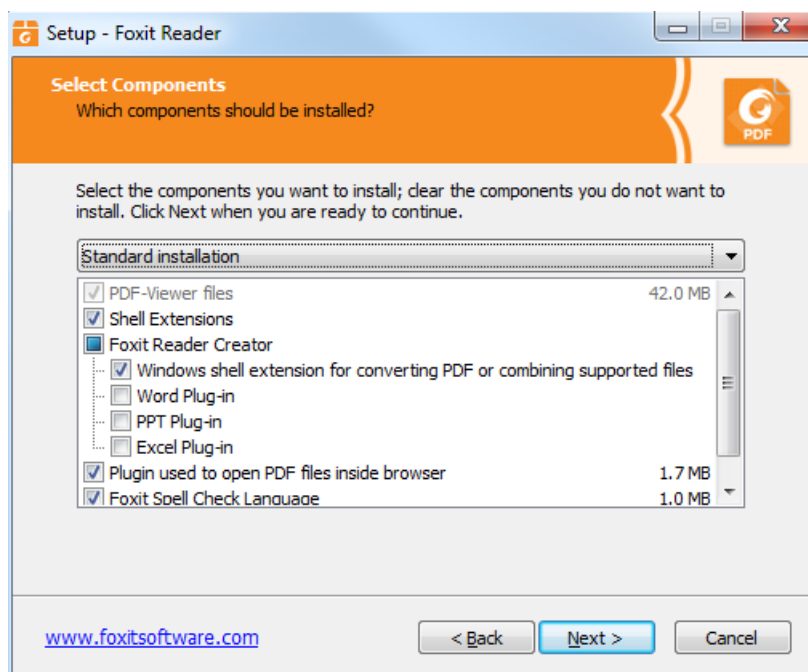 Setup - Foxit Reader
Select Components
Which components should be installed?
PDF
Select the components you want to install; clear the components you do not want to
install. Click Next when you are ready to continue.
Standard installation
PDF-Viewer files 42.0 MB
Shell Extensions
Foxit Reader Creator
Windows shell extension for converting PDF or combining supported files
Word Plug-in
PPT Plug-in
Excel Plug-in
Plugin used to open PDF files inside browser 1.7 MB
Foxit Spell Check Language 1.0 MB
www.foxitsoftware.com < Back Next > Cancel